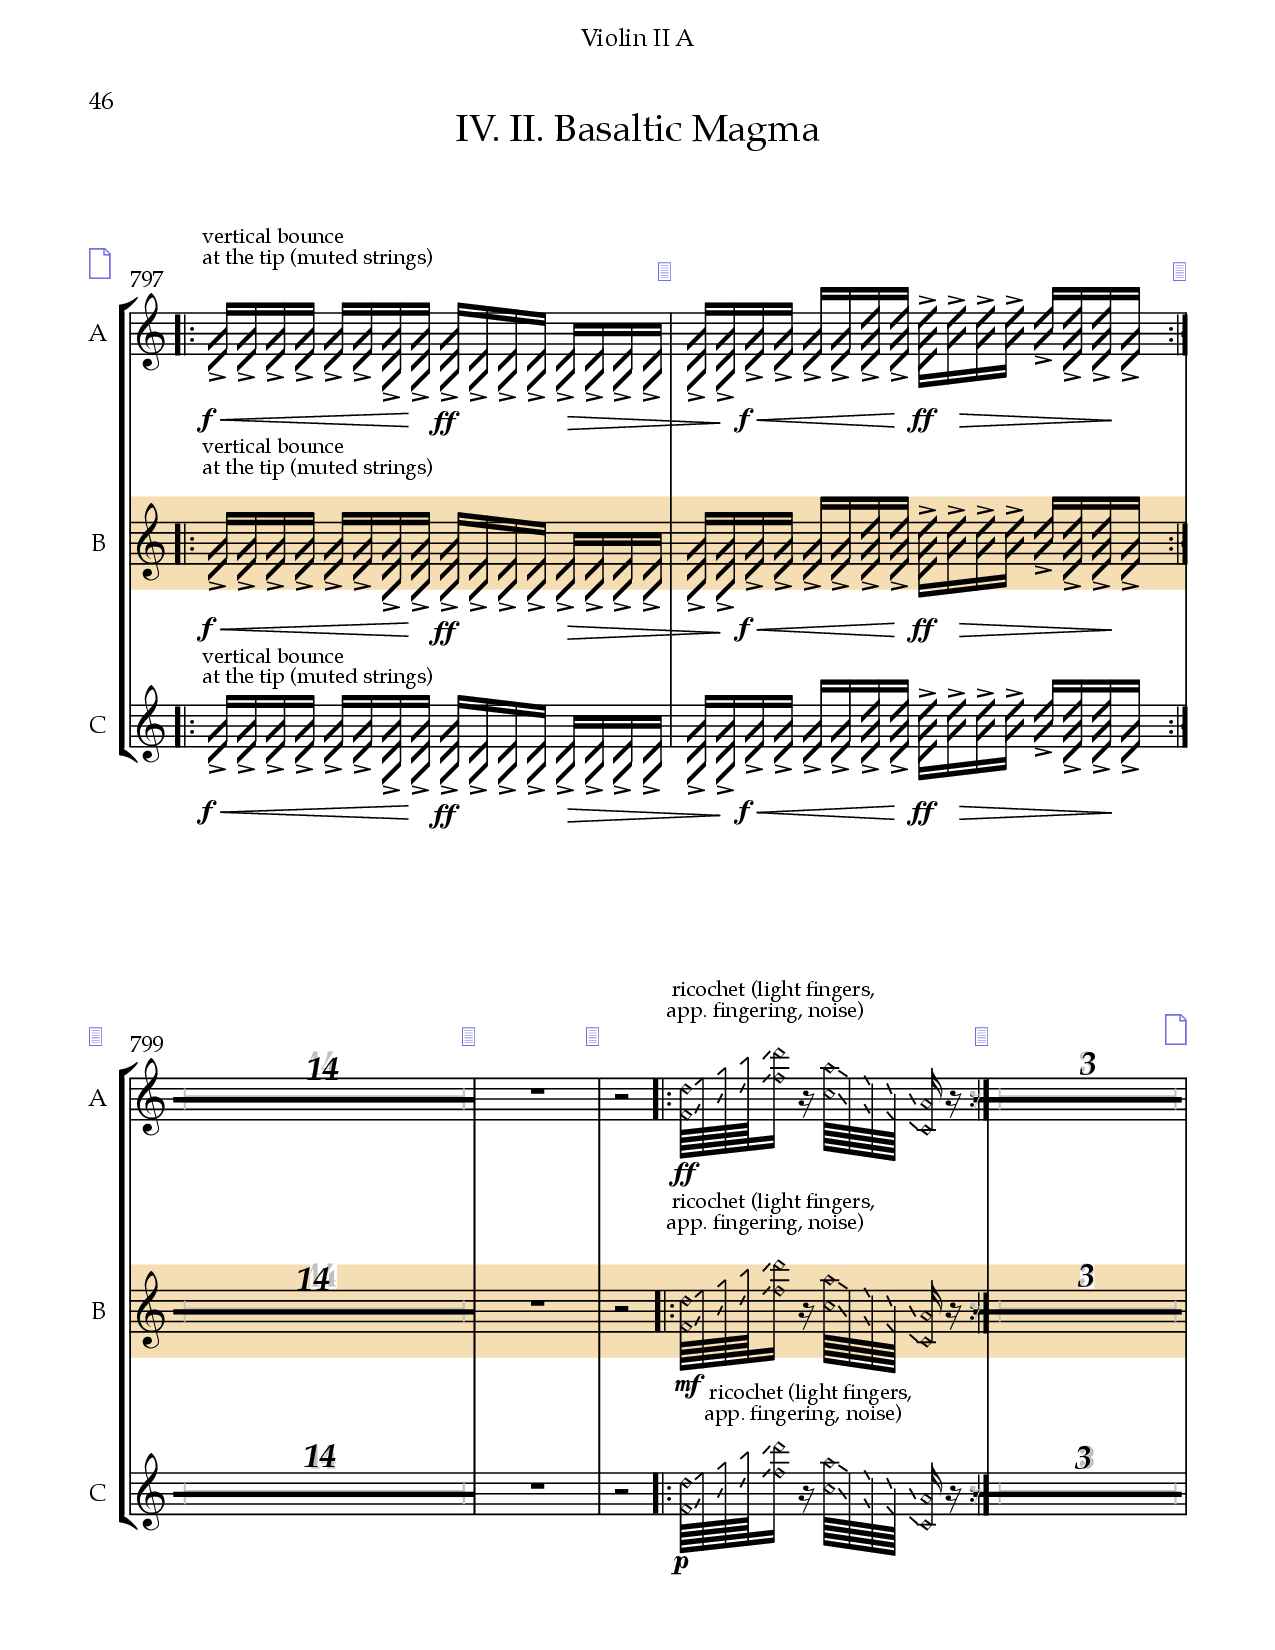 Violin II A
46
IV. II. Basaltic Magma
vertical bounce
at the tip (muted strings)
797
A
f
ff
f
ff
vertical bounce
at the tip (muted strings)
B
f
ff
f
ff
vertical bounce
at the tip (muted strings)
C
f
ff
f
ff
ricochet (light fingers,
app. fingering, noise)
799
14
3
A
ff
ricochet (light fingers,
app. fingering, noise)
14
3
B
mf
ricochet (light fingers,
app. fingering, noise)
14
3
C
p